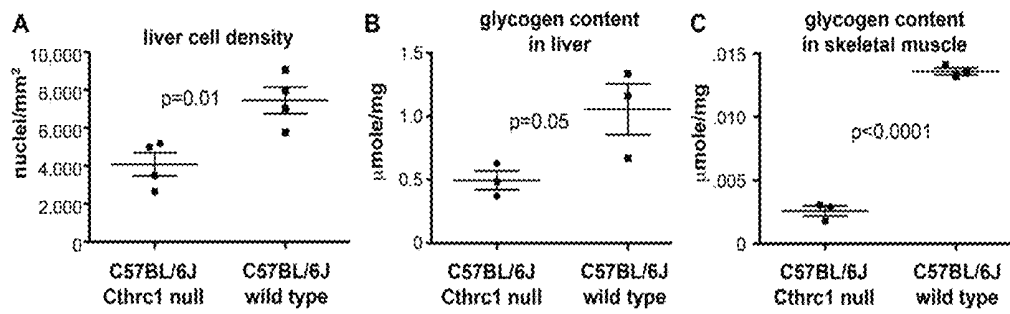 A
liver cell density
nuclei/mm²
10.000
8.000
6.000
4.000
2.000
0
p=0.01
C57BL/6J
Cthrc1 null
C57BL/6J
wild type
B
glycogen content
in liver
μmole/mg
1.5
1.0
0.5
0
p=0.05
C57BL/6J
Cthrc1 null
C57BL/6J
wild type
C
glycogen content
in skeletal muscle
μmole/mg
.015
.010
.005
0
p<0.0001
C57BL/6J
Cthrc1 null
C57BL/6J
wild type